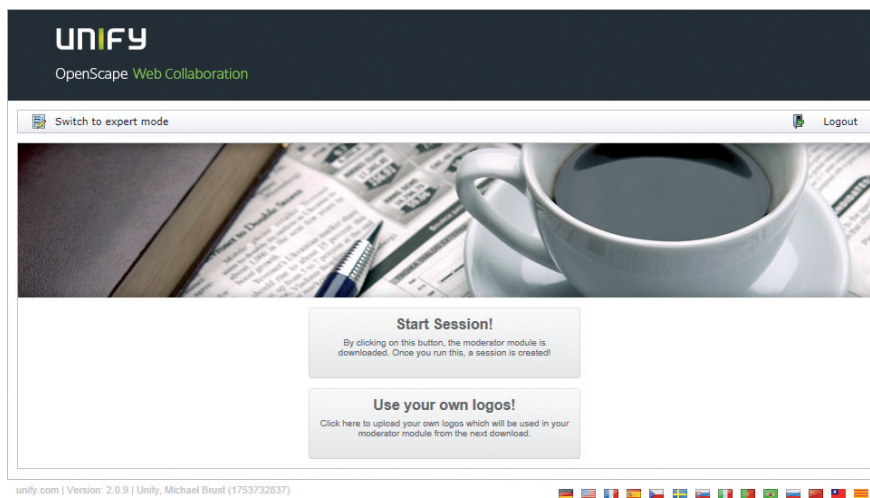 UNIFY
OpenScape Web Collaboration
Switch to expert mode
Logout
Start Session!
By clicking on this button, the moderator module is
downloaded. Once you run this, a session is created!
Use your own logos!
Click here to upload your own logos which will be used in your
moderator module from the next download.
unify.com | Version: 2.0.9 | Unify, Michael Brust (1753732837)